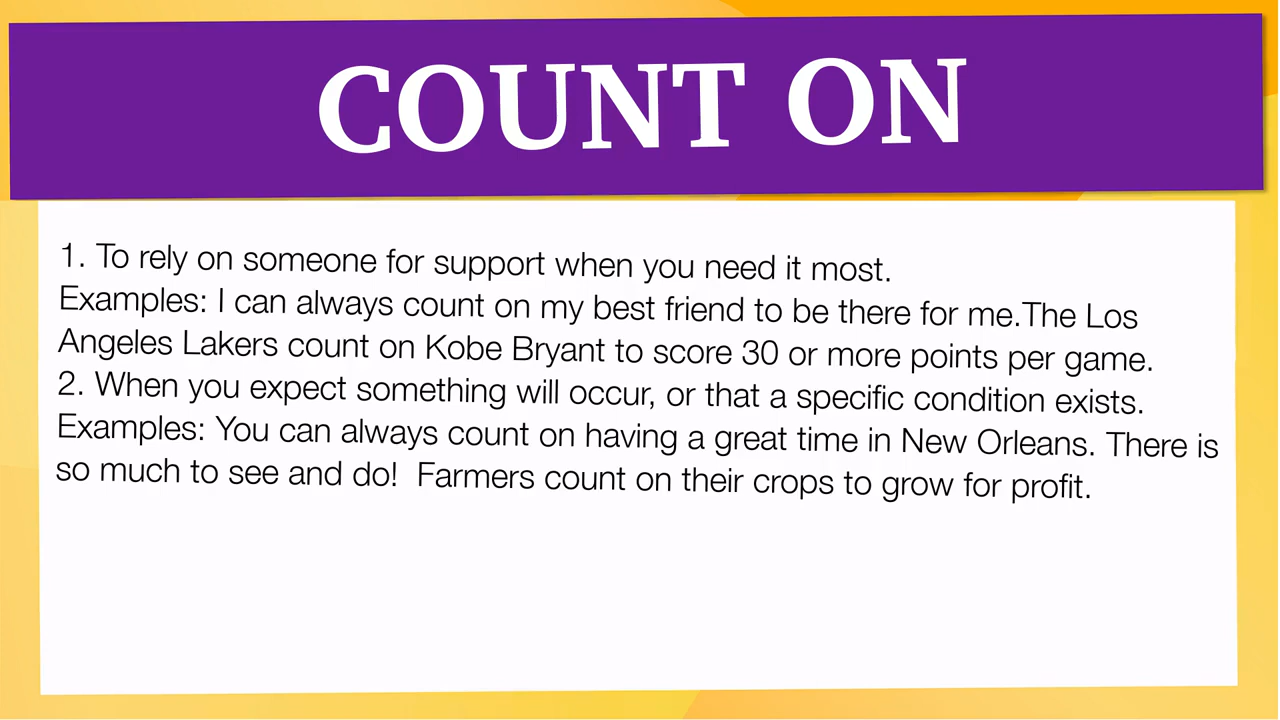 COUNT ON
1. To rely on someone for support when you need it most.
Examples: I can always count on my best friend to be there for me.The Los
Angeles Lakers count on Kobe Bryant to score 30 or more points per game.
2. When you expect something will occur, or that a specific condition exists.
Examples: You can always count on having a great time in New Orleans. There is
so much to see and do!  Farmers count on their crops to grow for profit.